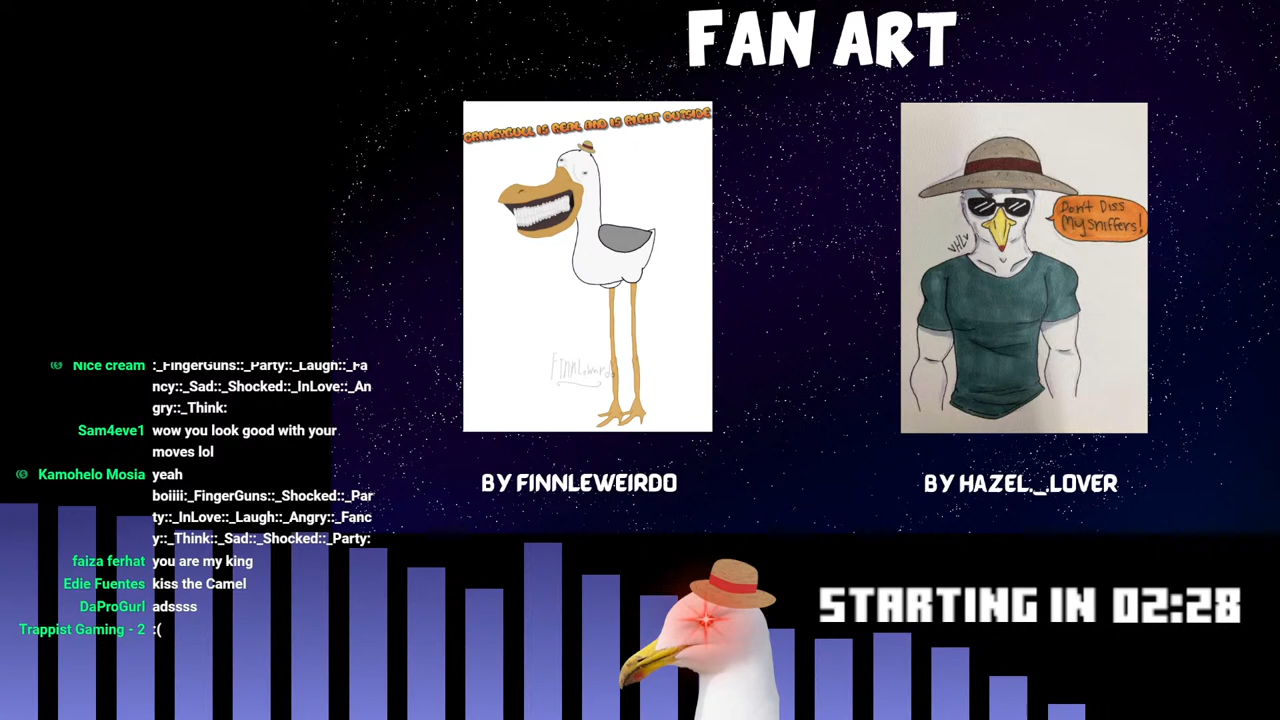 FAN ART
GRINGYGULL IS REAL AND IS RIGHT OUTSIDE
Finnleweirdo
Don't Diss
My sniffers!
VHLV
BY FINNLEWEIRDO
BY HAZEL._.LOVER
Nice cream :_FingerGuns::_Party::_Laugh::_Fa
ncy::_Sad::_Shocked::_InLove::_An
gry::_Think:
Sam4eve1 wow you look good with your
moves lol
Kamohelo Mosia yeah
boiiii:_FingerGuns::_Shocked::_Par
ty::_InLove::_Laugh::_Angry::_Fanc
y::_Think::_Sad::_Shocked::_Party:
faiza ferhat you are my king
Edie Fuentes kiss the Camel
DaProGurl adssss
Trappist Gaming - 2 :(
STARTING IN 02:28